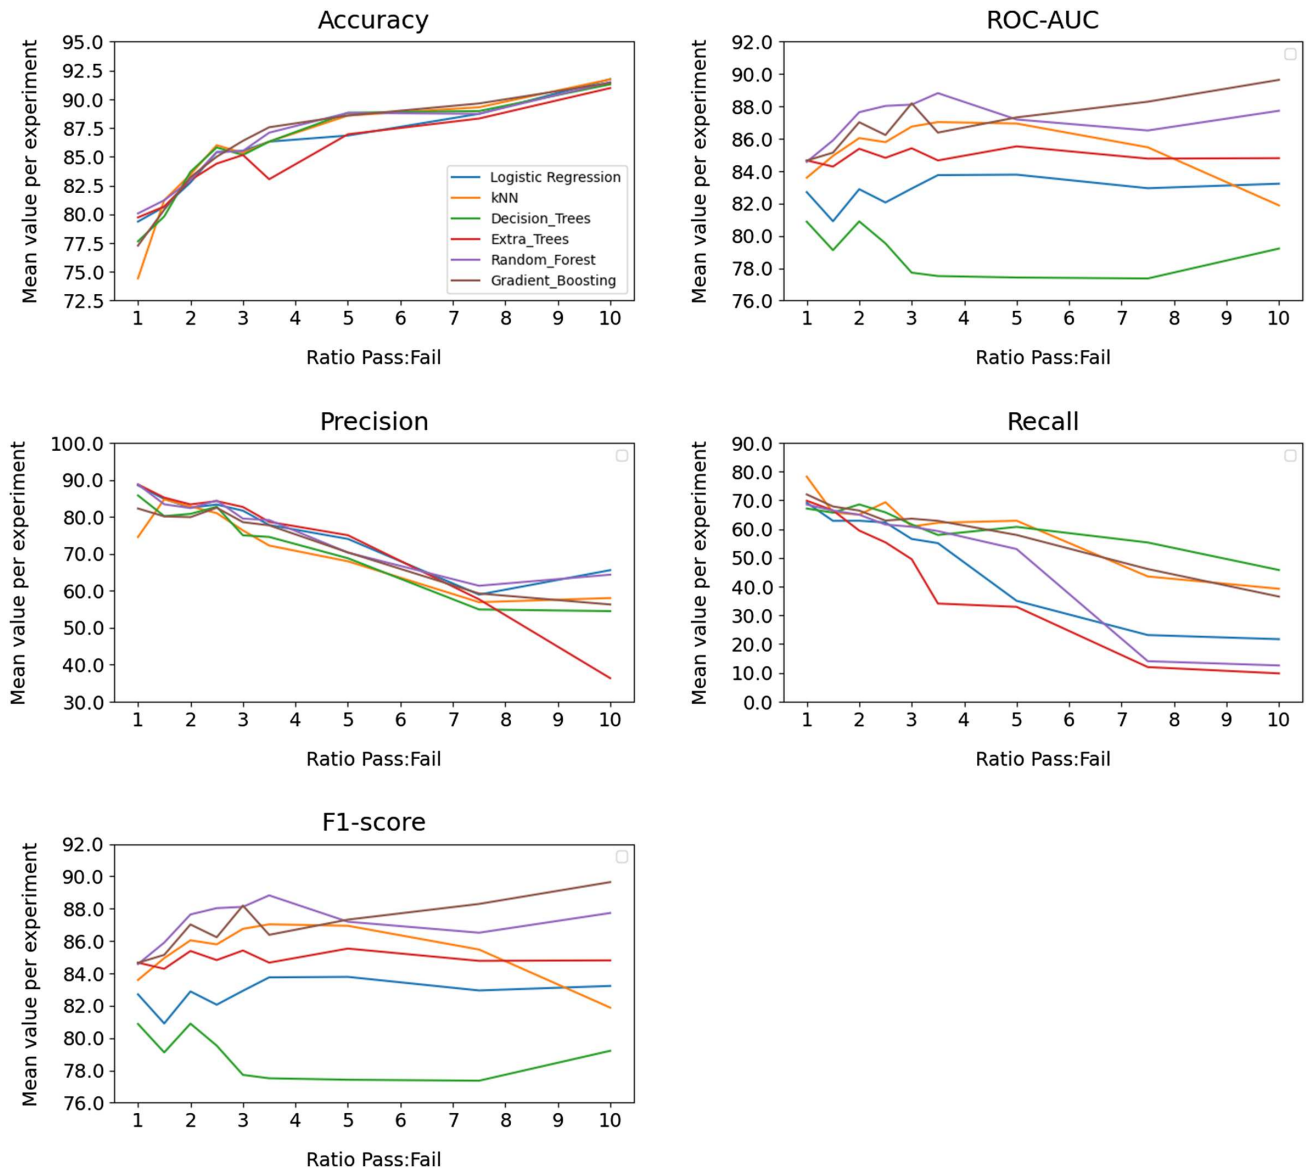 Accuracy
Mean value per experiment
95.0
92.5
90.0
87.5
85.0
82.5
80.0
77.5
75.0
72.5
Logistic Regression
kNN
Decision_Trees
Extra_Trees
Random_Forest
Gradient_Boosting
1 2 3 4 5 6 7 8 9 10
Ratio Pass:Fail
ROC-AUC
Mean value per experiment
92.0
90.0
88.0
86.0
84.0
82.0
80.0
78.0
76.0
1 2 3 4 5 6 7 8 9 10
Ratio Pass:Fail
Precision
Mean value per experiment
100.0
90.0
80.0
70.0
60.0
50.0
40.0
30.0
1 2 3 4 5 6 7 8 9 10
Ratio Pass:Fail
Recall
Mean value per experiment
90.0
80.0
70.0
60.0
50.0
40.0
30.0
20.0
10.0
0.0
1 2 3 4 5 6 7 8 9 10
Ratio Pass:Fail
F1-score
Mean value per experiment
92.0
90.0
88.0
86.0
84.0
82.0
80.0
78.0
76.0
1 2 3 4 5 6 7 8 9 10
Ratio Pass:Fail